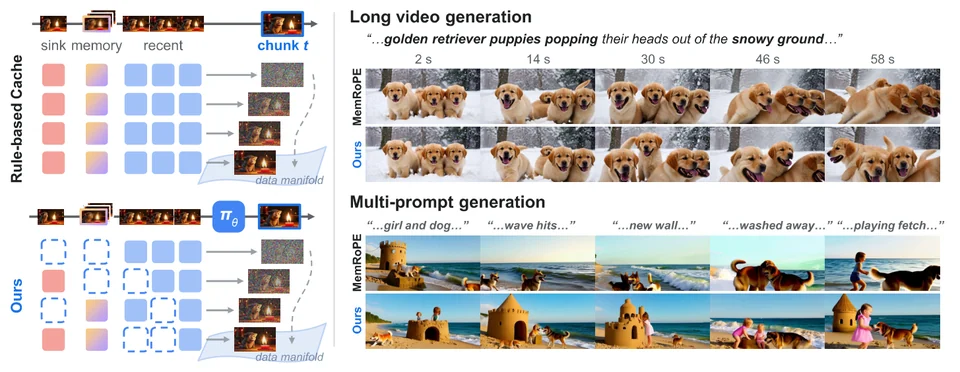 Rule-based Cache
sink memory recent chunk t
data manifold
Ours
πθ
data manifold
Long video generation
“...golden retriever puppies popping their heads out of the snowy ground...”
2 s 14 s 30 s 46 s 58 s
MemRoPE
Ours
Multi-prompt generation
“...girl and dog...” “...wave hits...” “...new wall...” “...washed away... “...playing fetch...”
MemRoPE
Ours